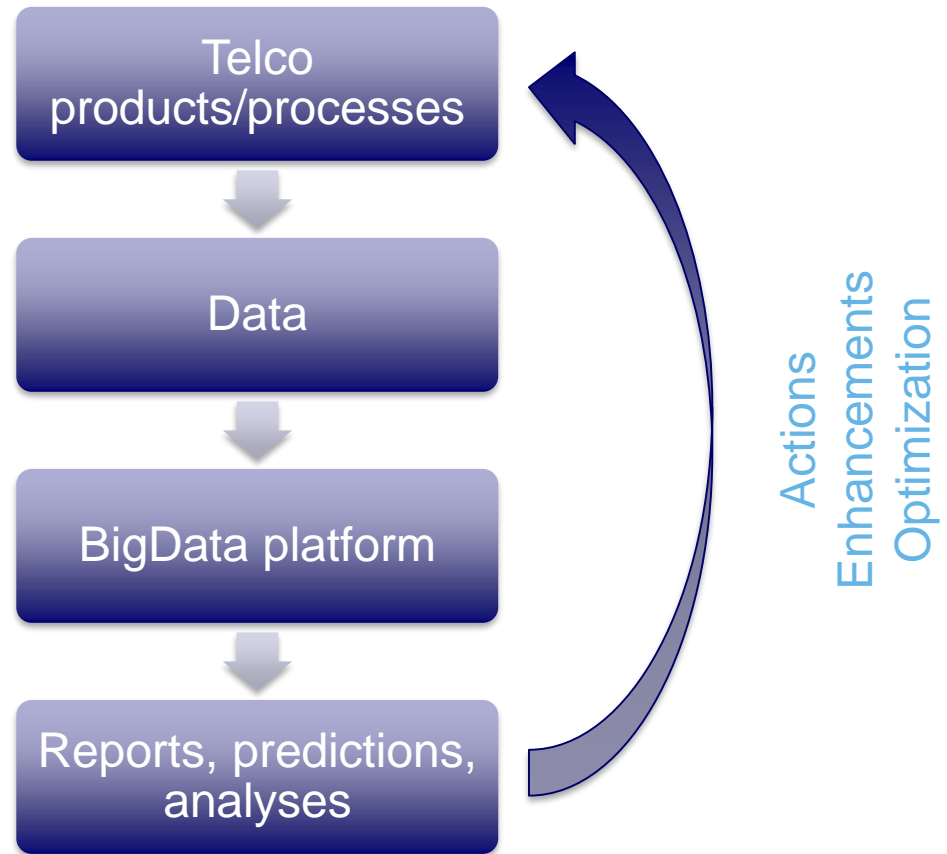 Telco
products/processes
Data
BigData platform
Reports, predictions,
analyses
Actions
Enhancements
Optimization